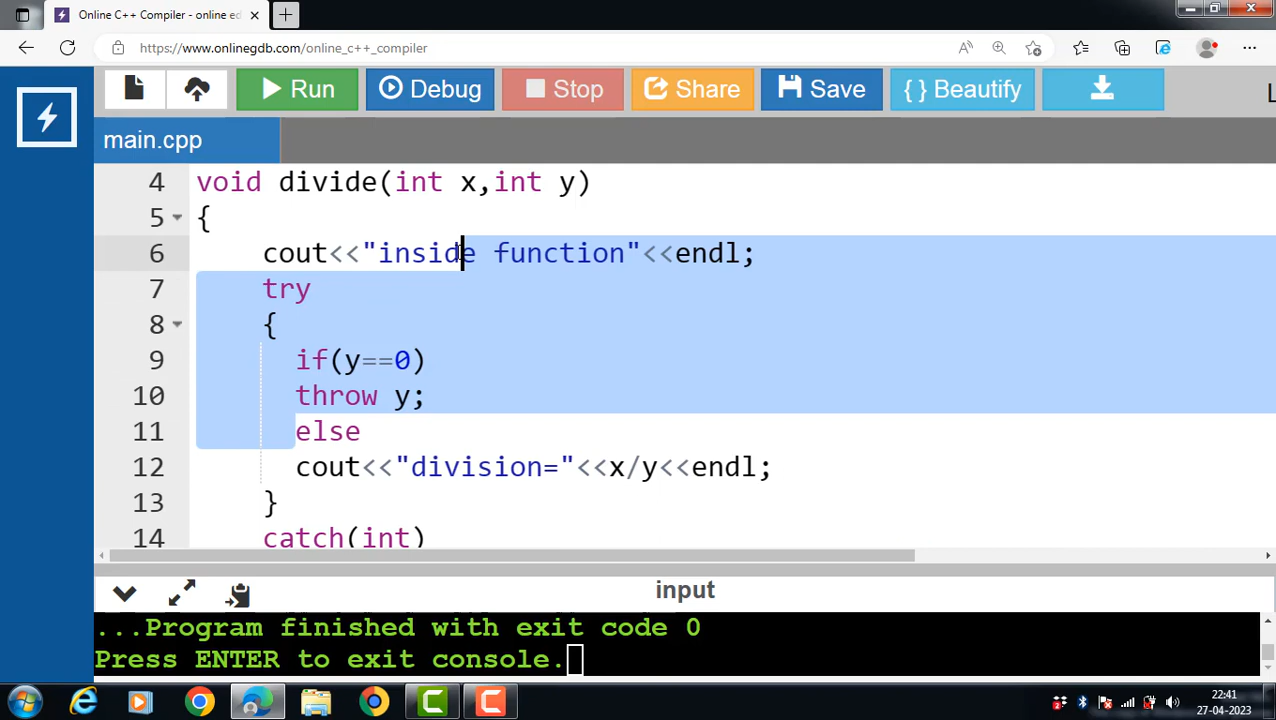 Online C++ Compiler - online ed
https://www.onlinegdb.com/online_c++_compiler
Run Debug Stop Share Save { } Beautify
main.cpp
4 void divide(int x,int y)
5 {
6 cout<<"inside function"<<endl;
7 try
8 {
9 if(y==0)
10 throw y;
11 else
12 cout<<"division="<<x/y<<endl;
13 }
14 catch(int)
input
...Program finished with exit code 0
Press ENTER to exit console.
22:41
27-04-2023